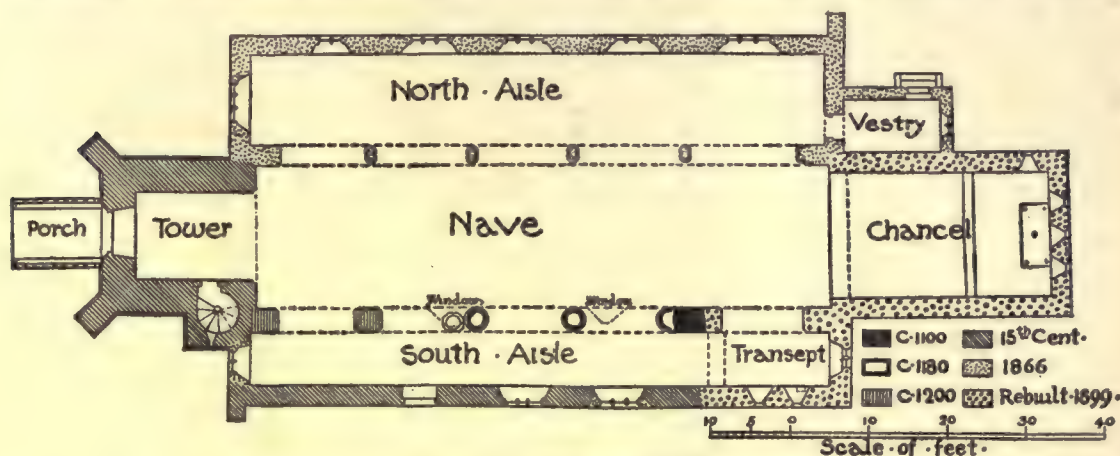 North · Aisle
Vestry
Porch
Tower
Nave
Chancel
Window
Window
South · Aisle
Transept
C·1100
15th Cent·
C·1180
1866
C·1200
Rebuilt·1899·
10 5 0 10 20 30 40
Scale·of·feet·